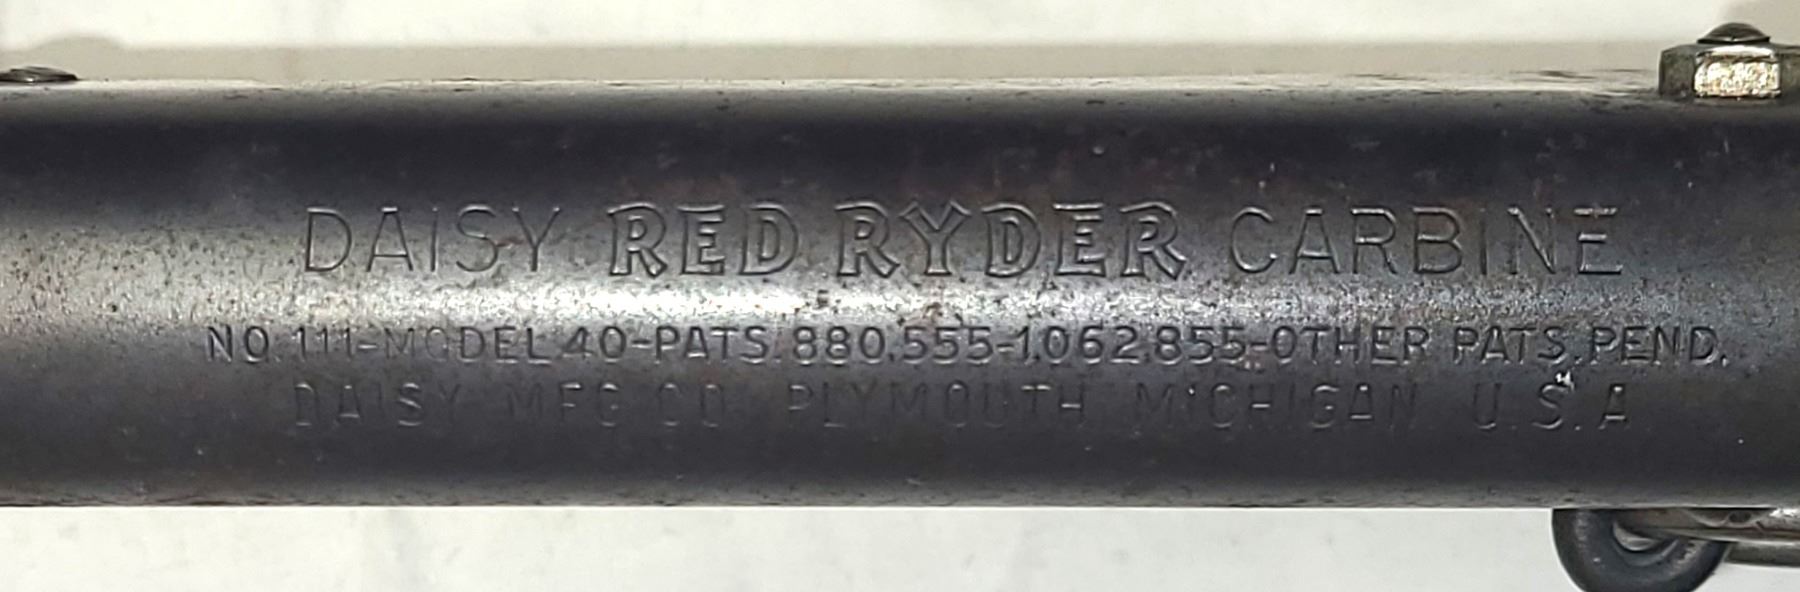 DAISY RED RYDER CARBINE
NO. 111-MODEL 40-PATS. 880,555-1,062,855-OTHER PATS. PEND.
DAISY MFG CO. PLYMOUTH MICHIGAN U.S.A